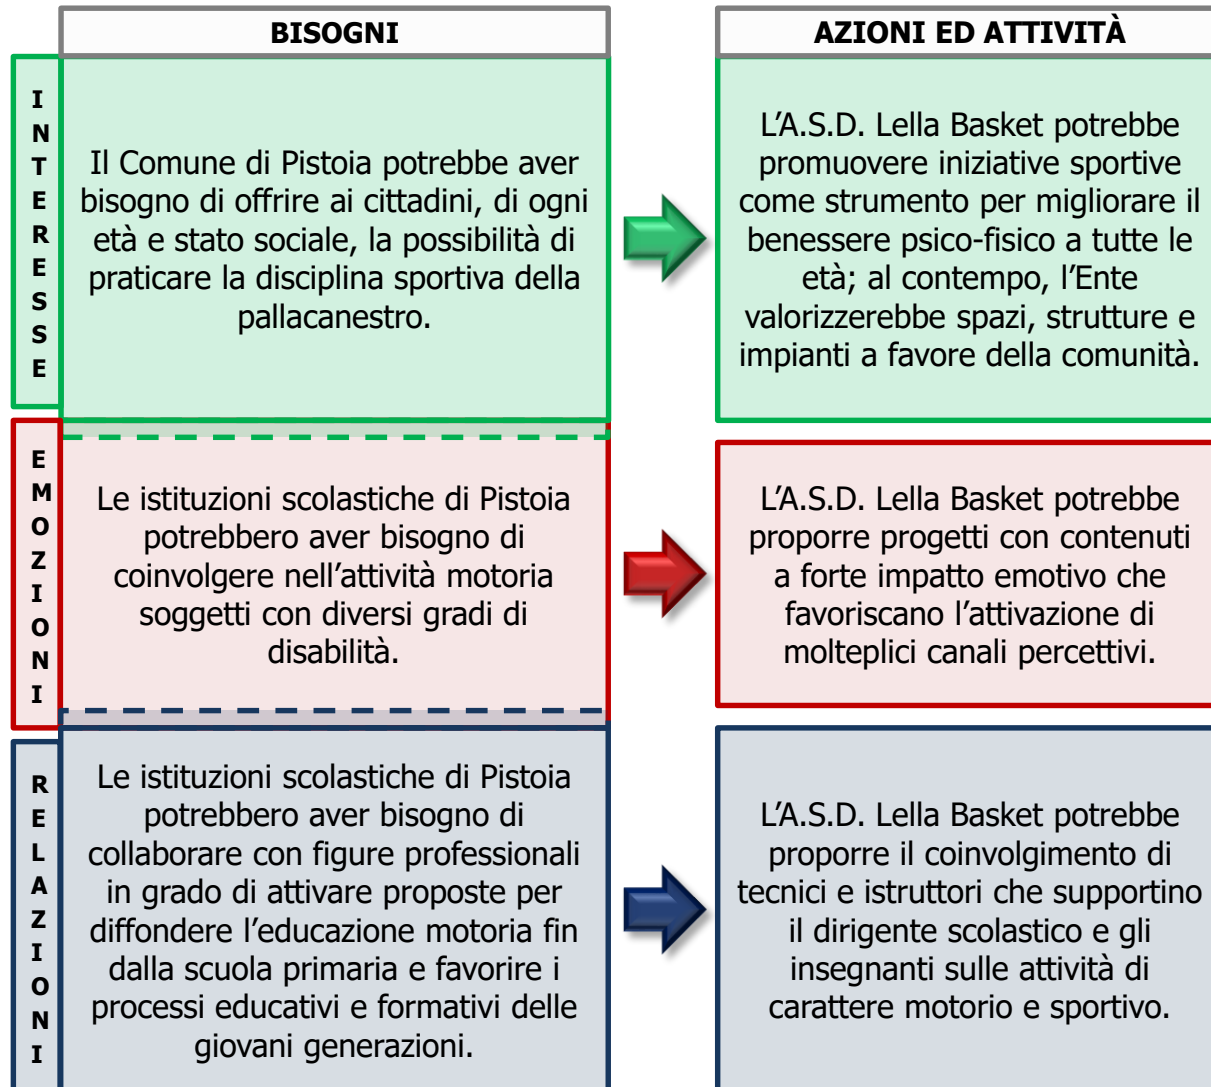 BISOGNI
AZIONI ED ATTIVITÀ
INTERESSE
Il Comune di Pistoia potrebbe aver
bisogno di offrire ai cittadini, di ogni
età e stato sociale, la possibilità di
praticare la disciplina sportiva della
pallacanestro.
L’A.S.D. Lella Basket potrebbe
promuovere iniziative sportive
come strumento per migliorare il
benessere psico-fisico a tutte le
età; al contempo, l’Ente
valorizzerebbe spazi, strutture e
impianti a favore della comunità.
EMOZIONI
Le istituzioni scolastiche di Pistoia
potrebbero aver bisogno di
coinvolgere nell’attività motoria
soggetti con diversi gradi di
disabilità.
L’A.S.D. Lella Basket potrebbe
proporre progetti con contenuti
a forte impatto emotivo che
favoriscano l’attivazione di
molteplici canali percettivi.
RELAZIONI
Le istituzioni scolastiche di Pistoia
potrebbero aver bisogno di
collaborare con figure professionali
in grado di attivare proposte per
diffondere l’educazione motoria fin
dalla scuola primaria e favorire i
processi educativi e formativi delle
giovani generazioni.
L’A.S.D. Lella Basket potrebbe
proporre il coinvolgimento di
tecnici e istruttori che supportino
il dirigente scolastico e gli
insegnanti sulle attività di
carattere motorio e sportivo.